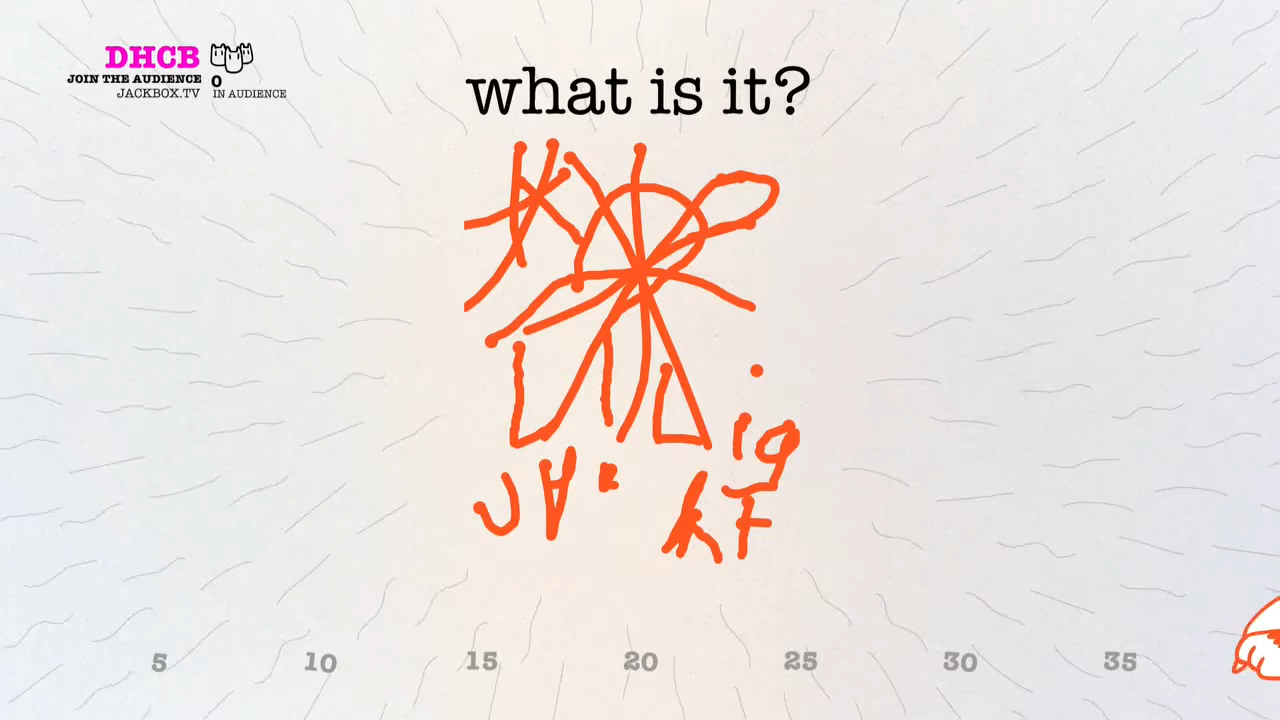 DHCB
JOIN THE AUDIENCE 0
JACKBOX.TV IN AUDIENCE
what is it?
5 10 15 20 25 30 35